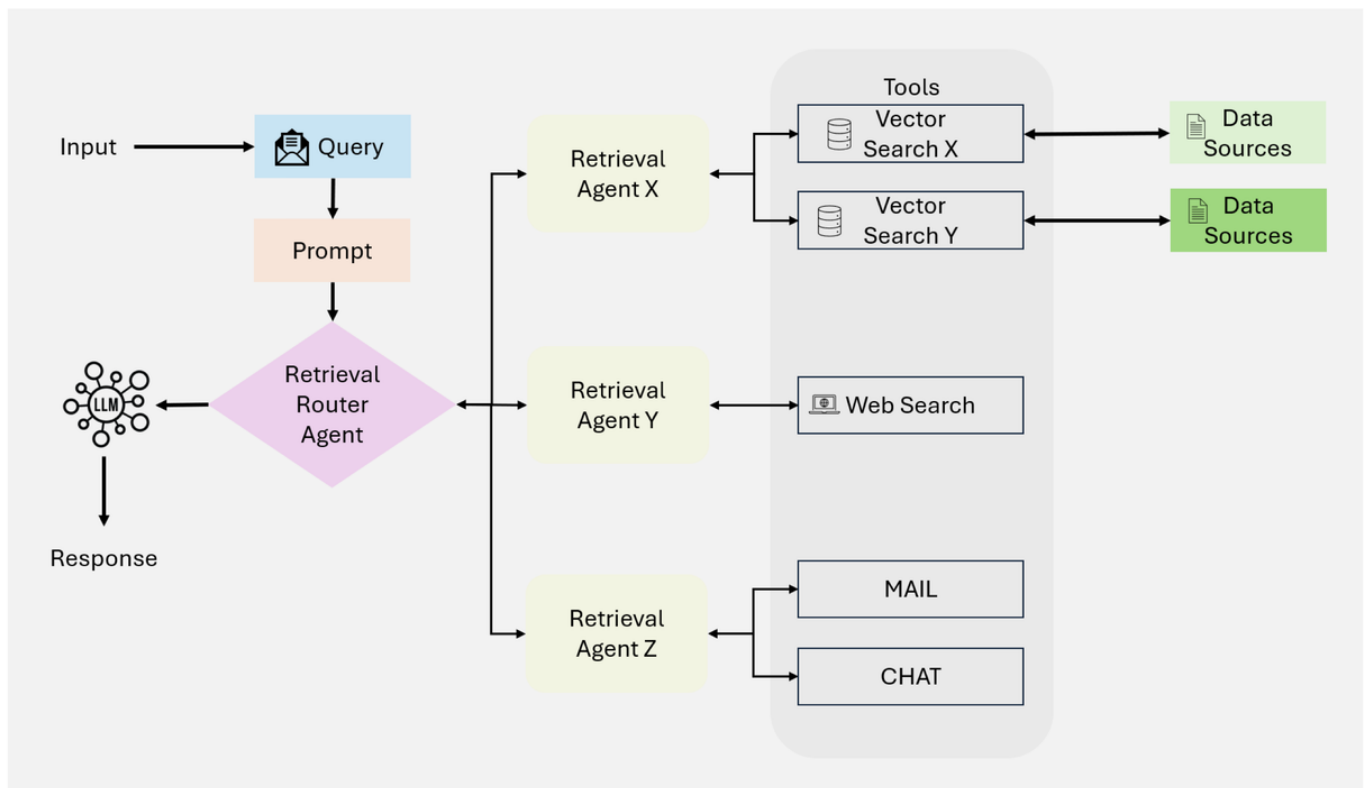 Input
Query
Prompt
Retrieval
Router
Agent
LLM
Response
Retrieval
Agent X
Retrieval
Agent Y
Retrieval
Agent Z
Tools
Vector
Search X
Vector
Search Y
Web Search
MAIL
CHAT
Data
Sources
Data
Sources